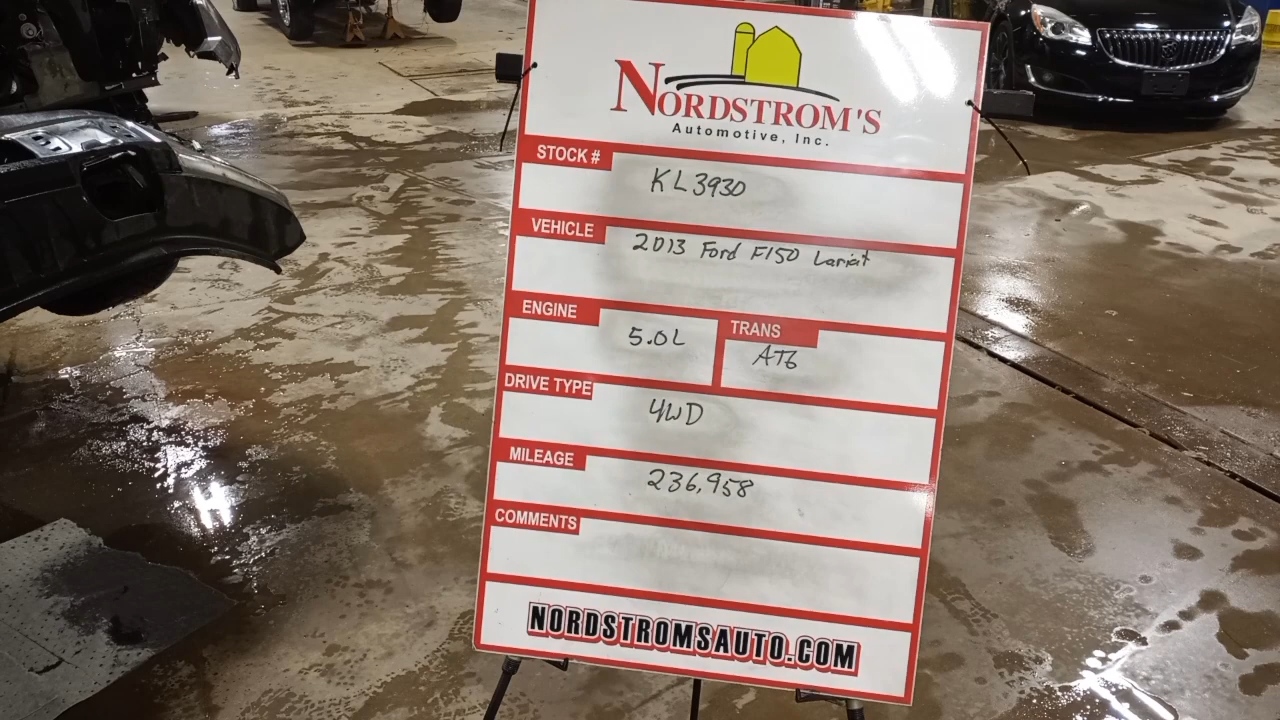 NORDSTROM'S
Automotive, Inc.
STOCK #
KL3930
VEHICLE
2013 Ford F150 Lariat
ENGINE
5.0L
TRANS
AT6
DRIVE TYPE
4WD
MILEAGE
236,958
COMMENTS
NORDSTROMSAUTO.COM